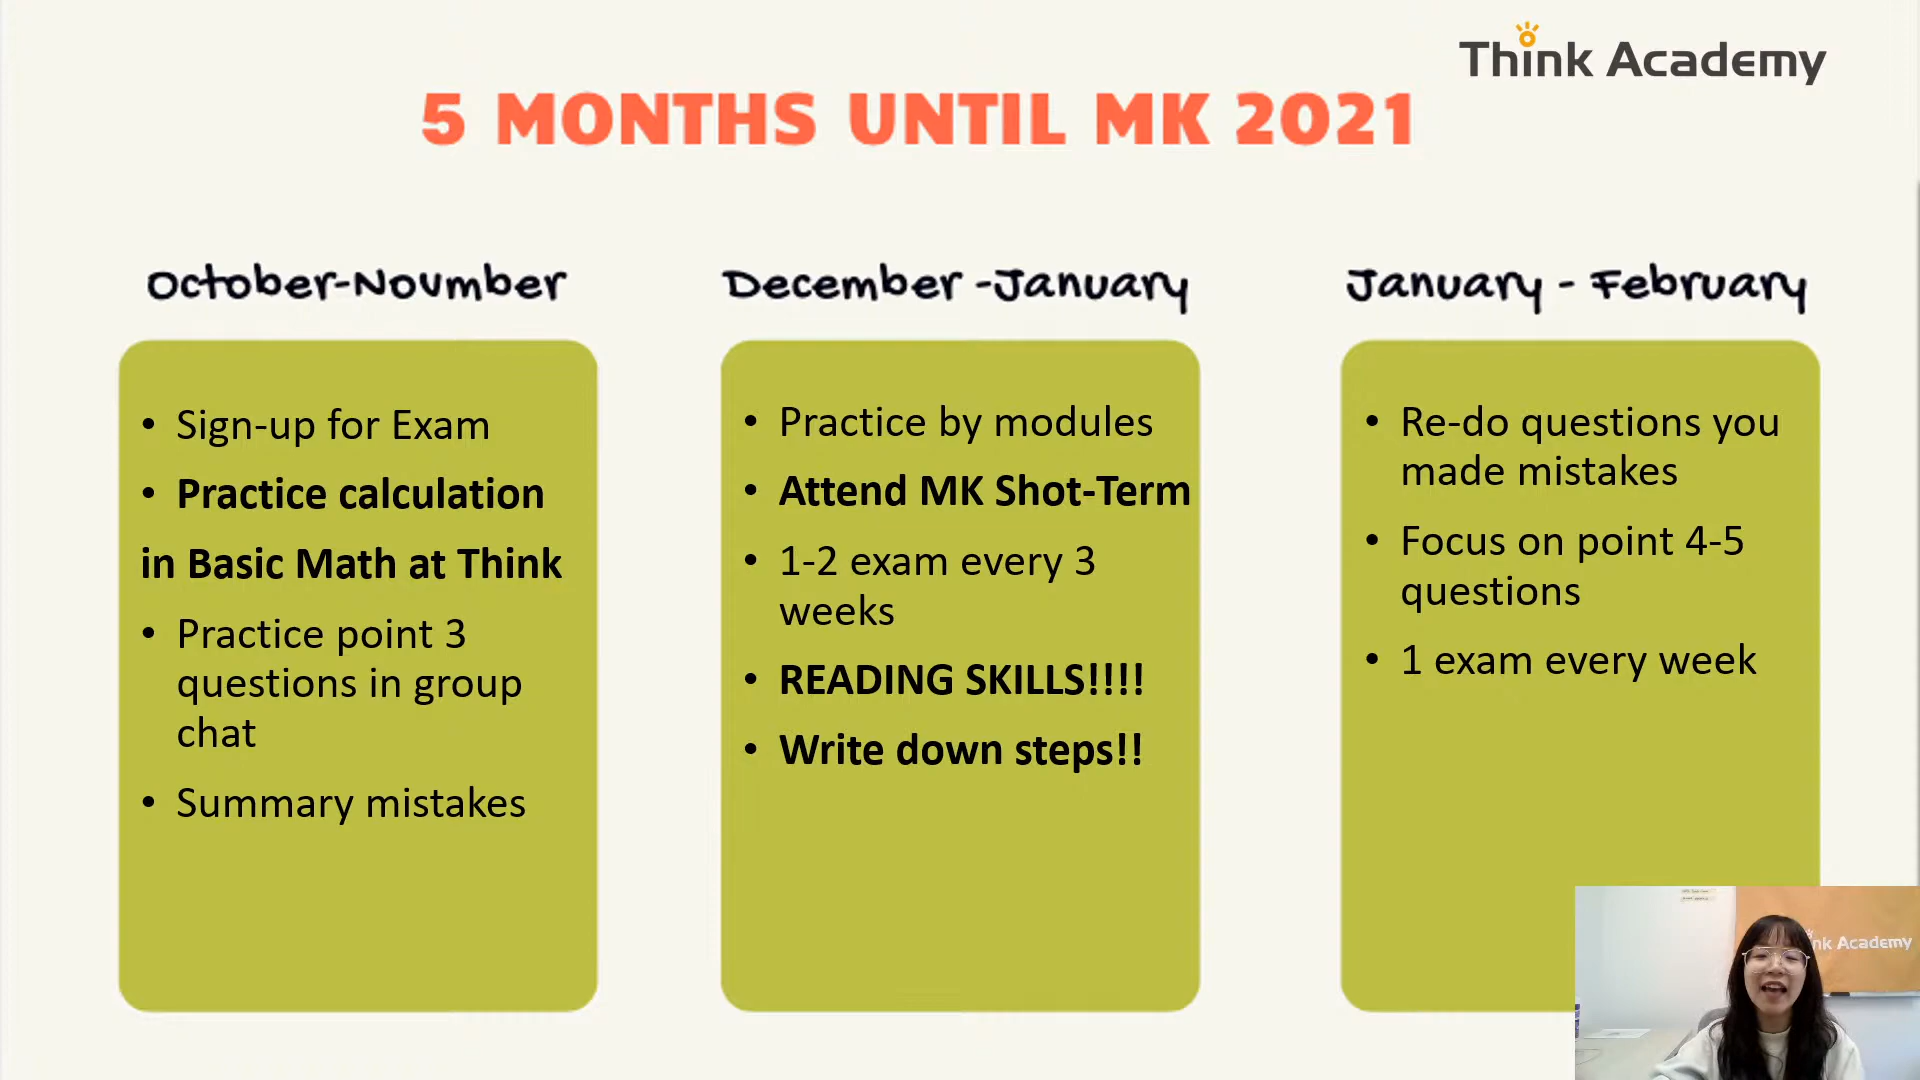 Think Academy
5 MONTHS UNTIL MK 2021
October-Novmber
• Sign-up for Exam
• Practice calculation
in Basic Math at Think
• Practice point 3
questions in group
chat
• Summary mistakes
December -January
• Practice by modules
• Attend MK Shot-Term
• 1-2 exam every 3
weeks
• READING SKILLS!!!!
• Write down steps!!
January - February
• Re-do questions you
made mistakes
• Focus on point 4-5
questions
• 1 exam every week
nk Academy